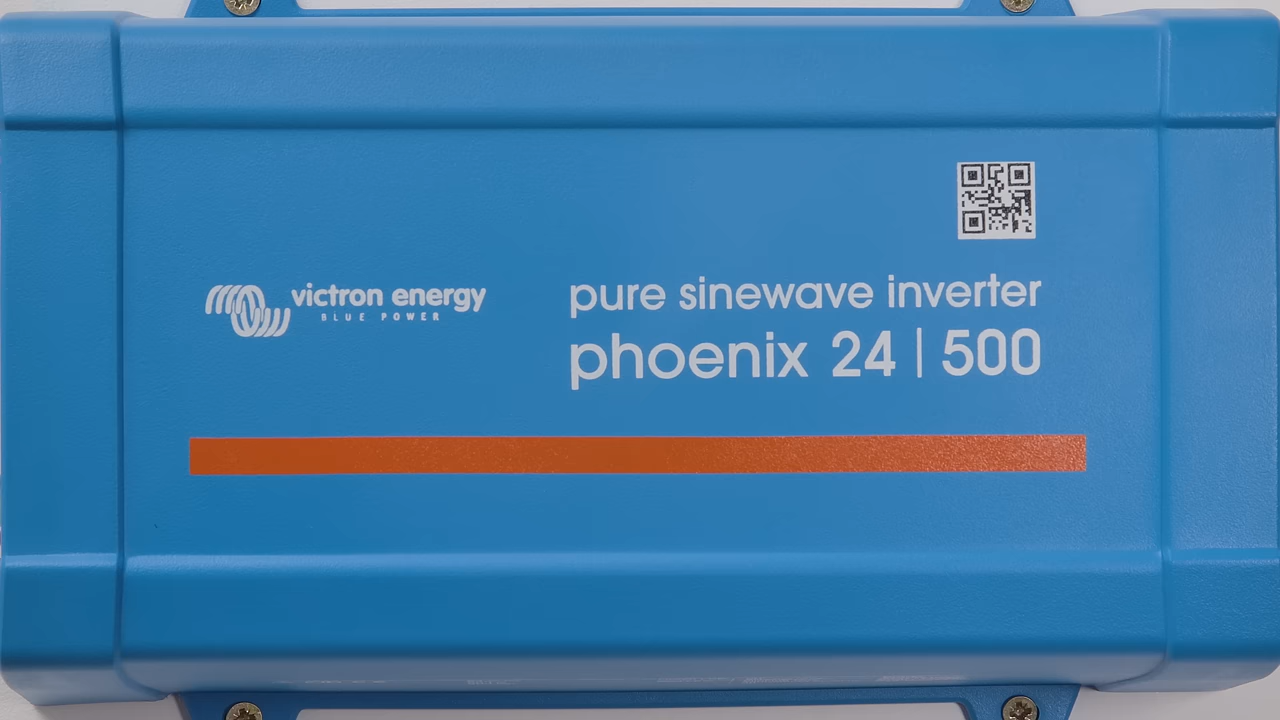 victron energy
BLUE POWER
pure sinewave inverter
phoenix 24 | 500